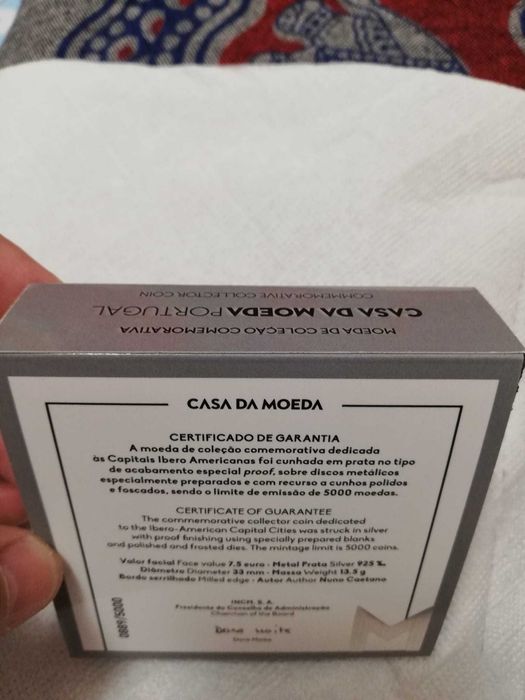 MOEDA DE COLEÇÃO COMEMORATIVA
CASA DA MOEDA PORTUGAL
COMMEMORATIVE COLLECTOR COIN
CASA DA MOEDA
CERTIFICADO DE GARANTIA
A moeda de coleção comemorativa dedicada
às Capitais Ibero Americanas foi cunhada em prata no tipo
de acabamento especial proof, sobre discos metálicos
especialmente preparados e com recurso a cunhos polidos
e foscados, sendo o limite de emissão de 5000 moedas.
CERTIFICATE OF GUARANTEE
The commemorative collector coin dedicated
to the Ibero-American Capital Cities was struck in silver
with proof finishing using specially prepared blanks
and polished and frosted dies. The mintage limit is 5000 coins.
Valor facial Face value 7.5 euro · Metal Prata Silver 925 ‰
Diâmetro Diameter 33 mm · Massa Weight 13.5 g
Bordo serrilhado Milled edge · Autor Author Nuno Caetano
INCM, S.A.
Presidente do Conselho de Administração
Chairman of the Board
0889/5000